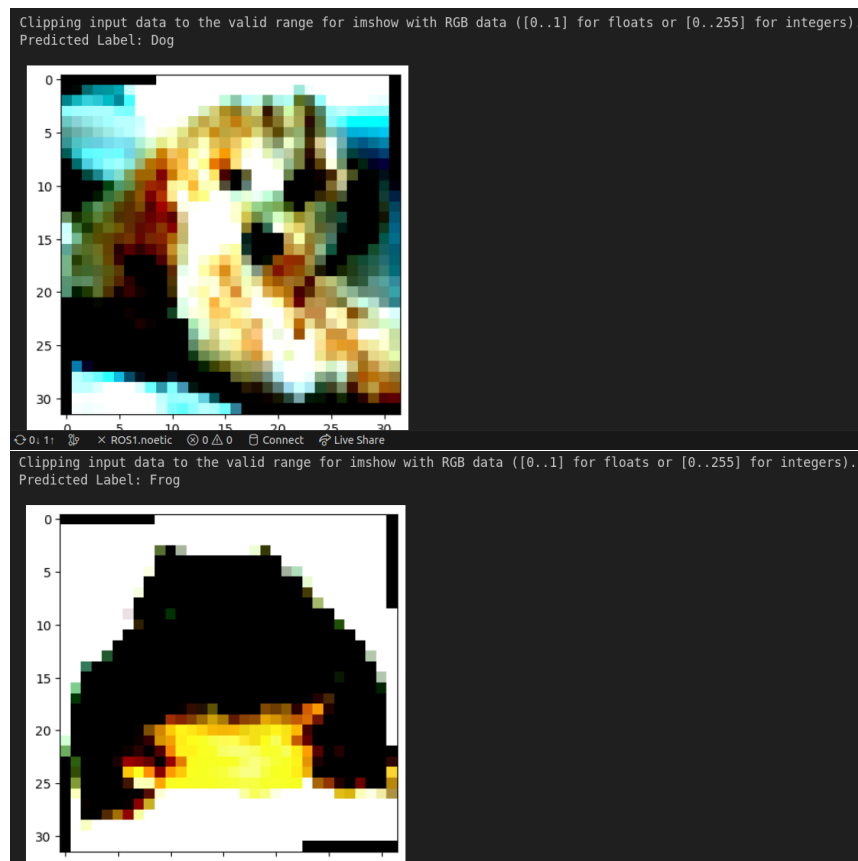 Clipping input data to the valid range for imshow with RGB data ([0..1] for floats or [0..255] for integers)
Predicted Label: Dog
0
5
10
15
20
25
30
0 5 10 15 20 25 30
0↓ 1↑ ROS1.noetic 0 0 Connect Live Share
Clipping input data to the valid range for imshow with RGB data ([0..1] for floats or [0..255] for integers).
Predicted Label: Frog
0
5
10
15
20
25
30